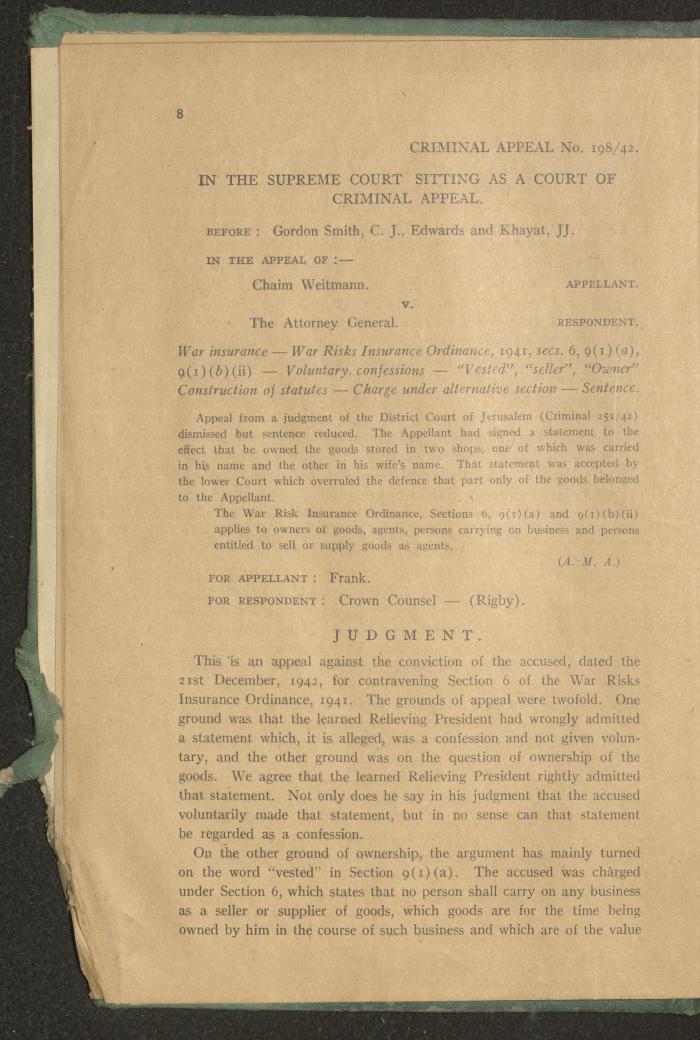 8
CRIMINAL APPEAL No. 198/42.
IN THE SUPREME COURT SITTING AS A COURT OF
CRIMINAL APPEAL.
BEFORE : Gordon Smith, C. J., Edwards and Khayat, JJ.
IN THE APPEAL OF :—
Chaim Weitmann. APPELLANT.
v.
The Attorney General. RESPONDENT.
War insurance — War Risks Insurance Ordinance, 1941, secs. 6, 9(1)(a),
9(1)(b)(ii) — Voluntary. confessions — "Vested", "seller", "Owner"
Construction of statutes — Charge under alternative section — Sentence.
Appeal from a judgment of the District Court of Jerusalem (Criminal 251/42)
dismissed but sentence reduced. The Appellant had signed a statement to the
effect that he owned the goods stored in two shops, one of which was carried
in his name and the other in his wife's name. That statement was accepted by
the lower Court which overruled the defence that part only of the goods belonged
to the Appellant.
The War Risk Insurance Ordinance, Sections 6, 9(1)(a) and 9(1)(b)(ii)
applies to owners of goods, agents, persons carrying on business and persons
entitled to sell or supply goods as agents.
(A. M. A.)
FOR APPELLANT : Frank.
FOR RESPONDENT : Crown Counsel — (Rigby).
JUDGMENT.
This is an appeal against the conviction of the accused, dated the
21st December, 1942, for contravening Section 6 of the War Risks
Insurance Ordinance, 1941. The grounds of appeal were twofold. One
ground was that the learned Relieving President had wrongly admitted
a statement which, it is alleged, was a confession and not given volun-
tary, and the other ground was on the question of ownership of the
goods. We agree that the learned Relieving President rightly admitted
that statement. Not only does he say in his judgment that the accused
voluntarily made that statement, but in no sense can that statement
be regarded as a confession.
On the other ground of ownership, the argument has mainly turned
on the word "vested" in Section 9(1)(a). The accused was charged
under Section 6, which states that no person shall carry on any business
as a seller or supplier of goods, which goods are for the time being
owned by him in the course of such business and which are of the value